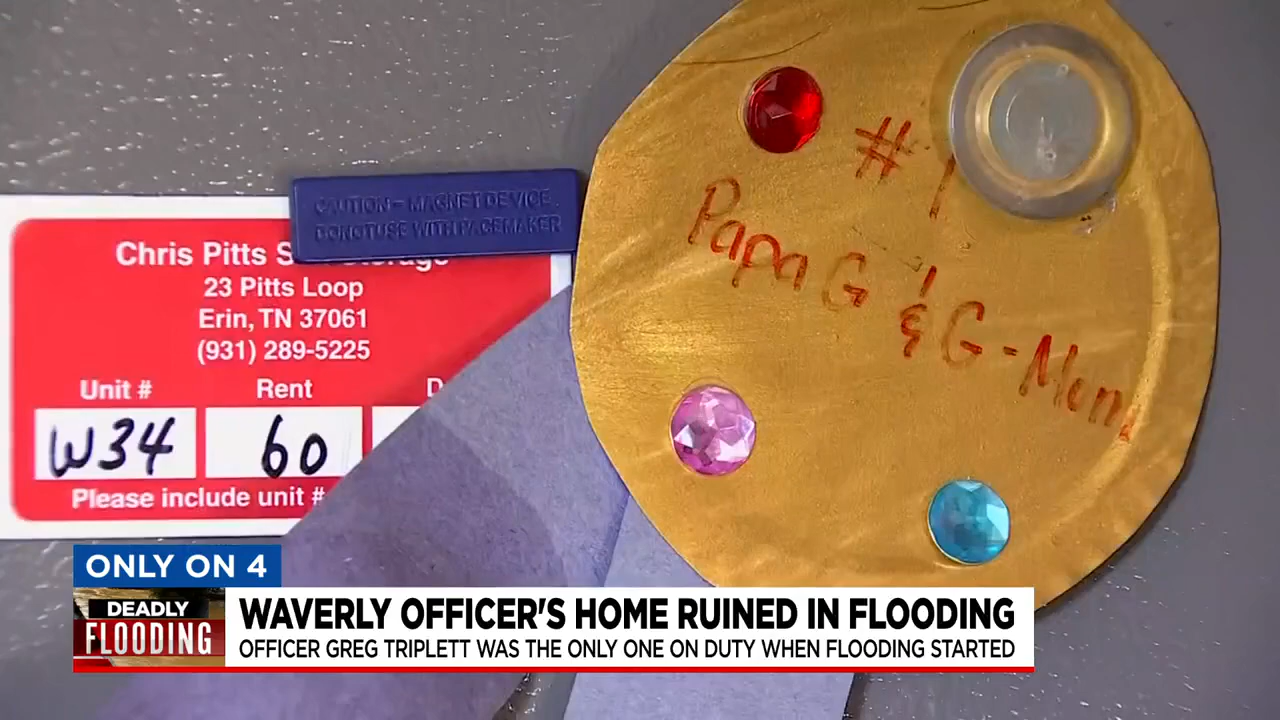 CAUTION - MAGNET DEVICE
DO NOT USE WITH PACEMAKER
Chris Pitts
23 Pitts Loop
Erin, TN 37061
(931) 289-5225
Unit #
Rent
W34
60
Please include unit #
#1
Papa G
& G-Mom
ONLY ON 4
DEADLY
FLOODING
WAVERLY OFFICER'S HOME RUINED IN FLOODING
OFFICER GREG TRIPLETT WAS THE ONLY ONE ON DUTY WHEN FLOODING STARTED